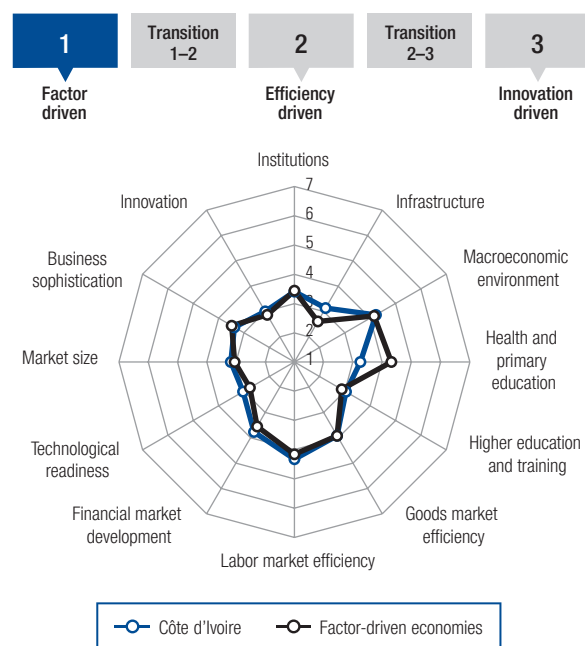 1
Transition
1–2
2
Transition
2–3
3
Factor
driven
Efficiency
driven
Innovation
driven
Institutions
7
6
5
4
3
2
1
Infrastructure
Macroeconomic
environment
Health and
primary
education
Higher education
and training
Goods market
efficiency
Labor market efficiency
Financial market
development
Technological
readiness
Market size
Business
sophistication
Innovation
Côte d’Ivoire
Factor-driven economies